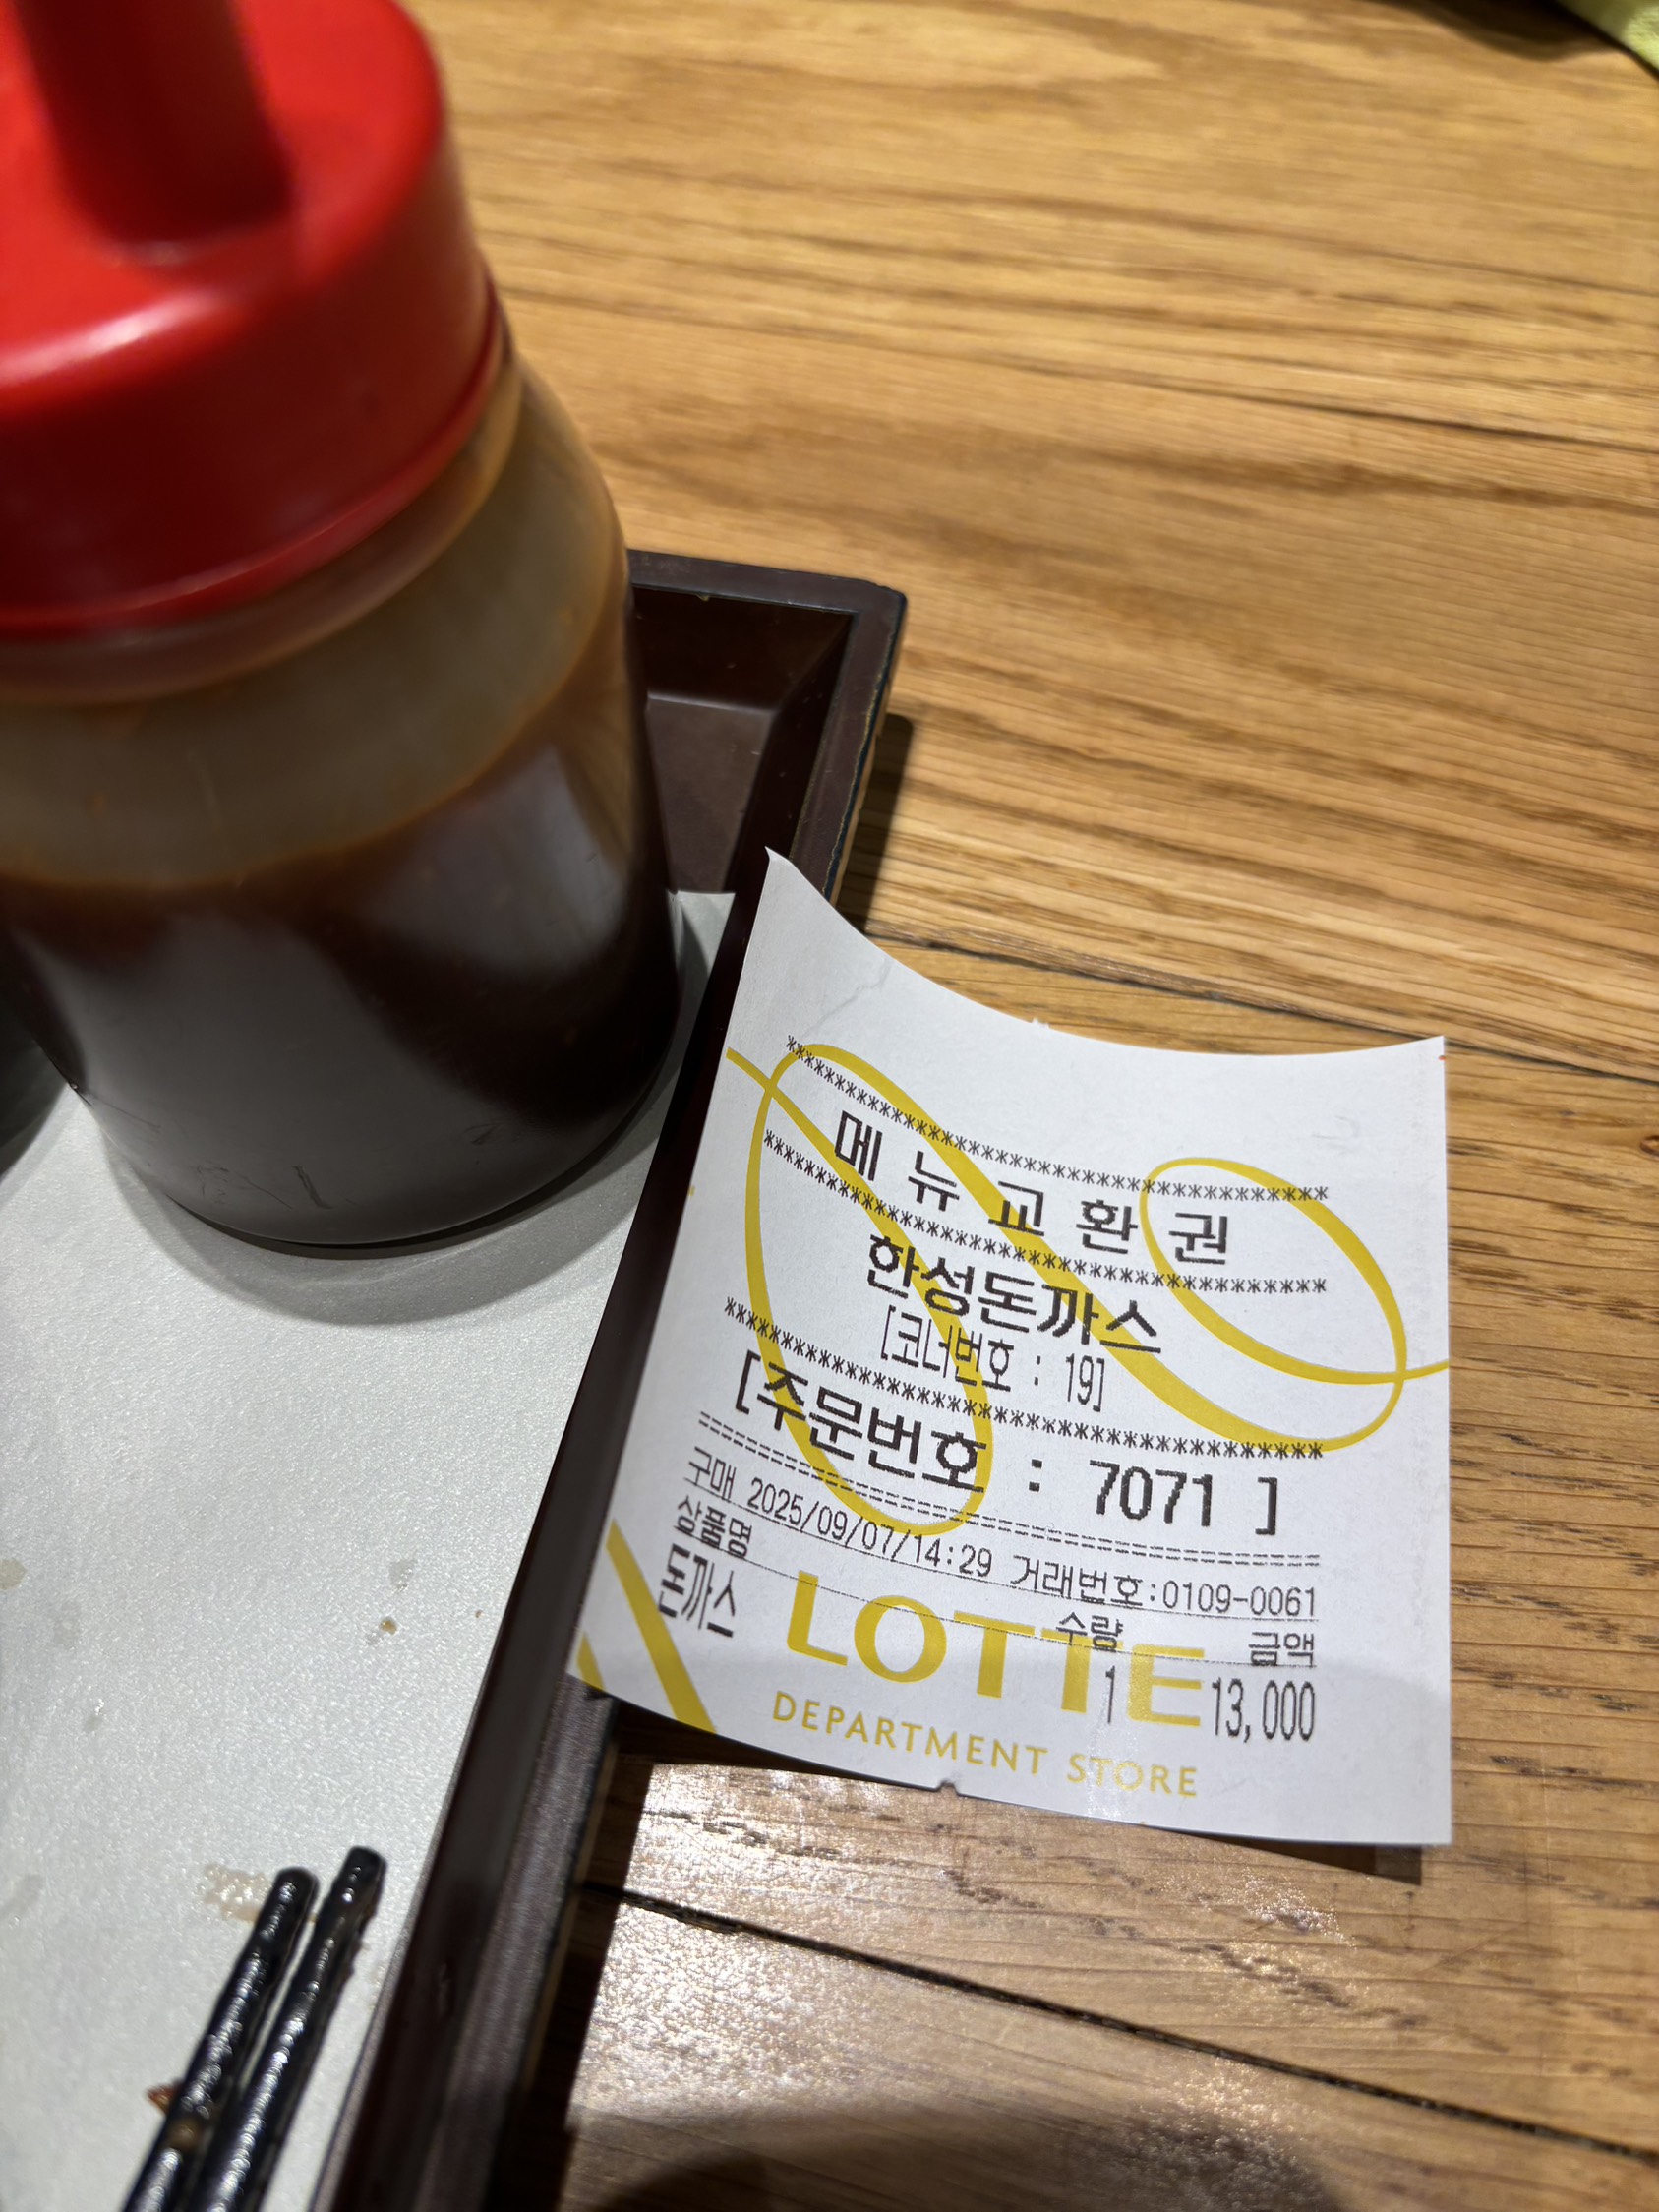 ****************************************
메 뉴 교 환 권
****************************************
한성돈까스
[코너번호 : 19]
****************************************
[주문번호 : 7071 ]
========================================
구매 2025/09/07/14:29 거래번호:0109-0061
상품명 수량 금액
돈까스 1 13,000
LOTTE
DEPARTMENT STORE